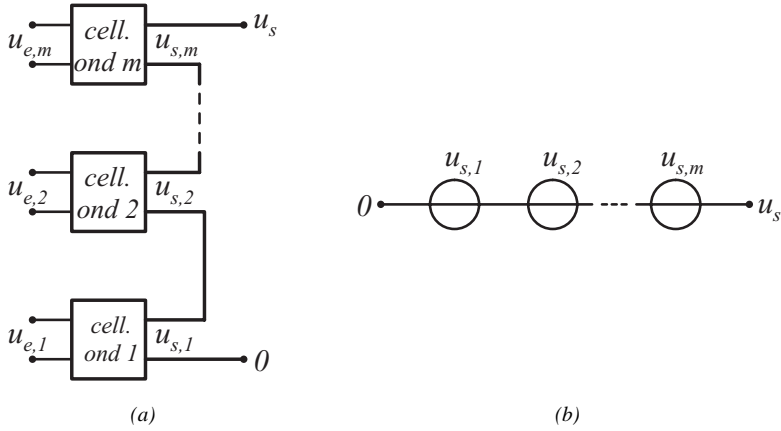 u_{e,m}
cell.
ond m
u_{s,m}
u_s
u_{e,2}
cell.
ond 2
u_{s,2}
u_{e,1}
cell.
ond 1
u_{s,1}
0
(a)
0
u_{s,1}
u_{s,2}
u_{s,m}
u_s
(b)